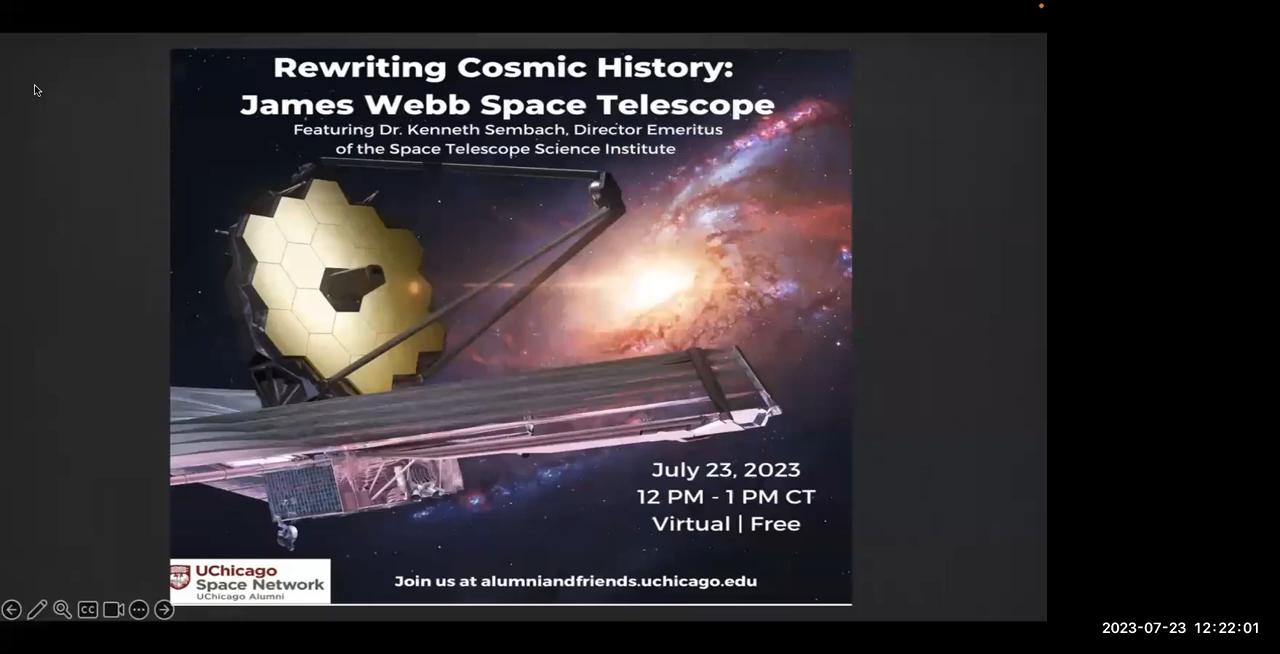 Rewriting Cosmic History:
James Webb Space Telescope
Featuring Dr. Kenneth Sembach, Director Emeritus
of the Space Telescope Science Institute
July 23, 2023
12 PM - 1 PM CT
Virtual | Free
UChicago
Space Network
UChicago Alumni
Join us at alumniandfriends.uchicago.edu
CC
2023-07-23 12:22:01